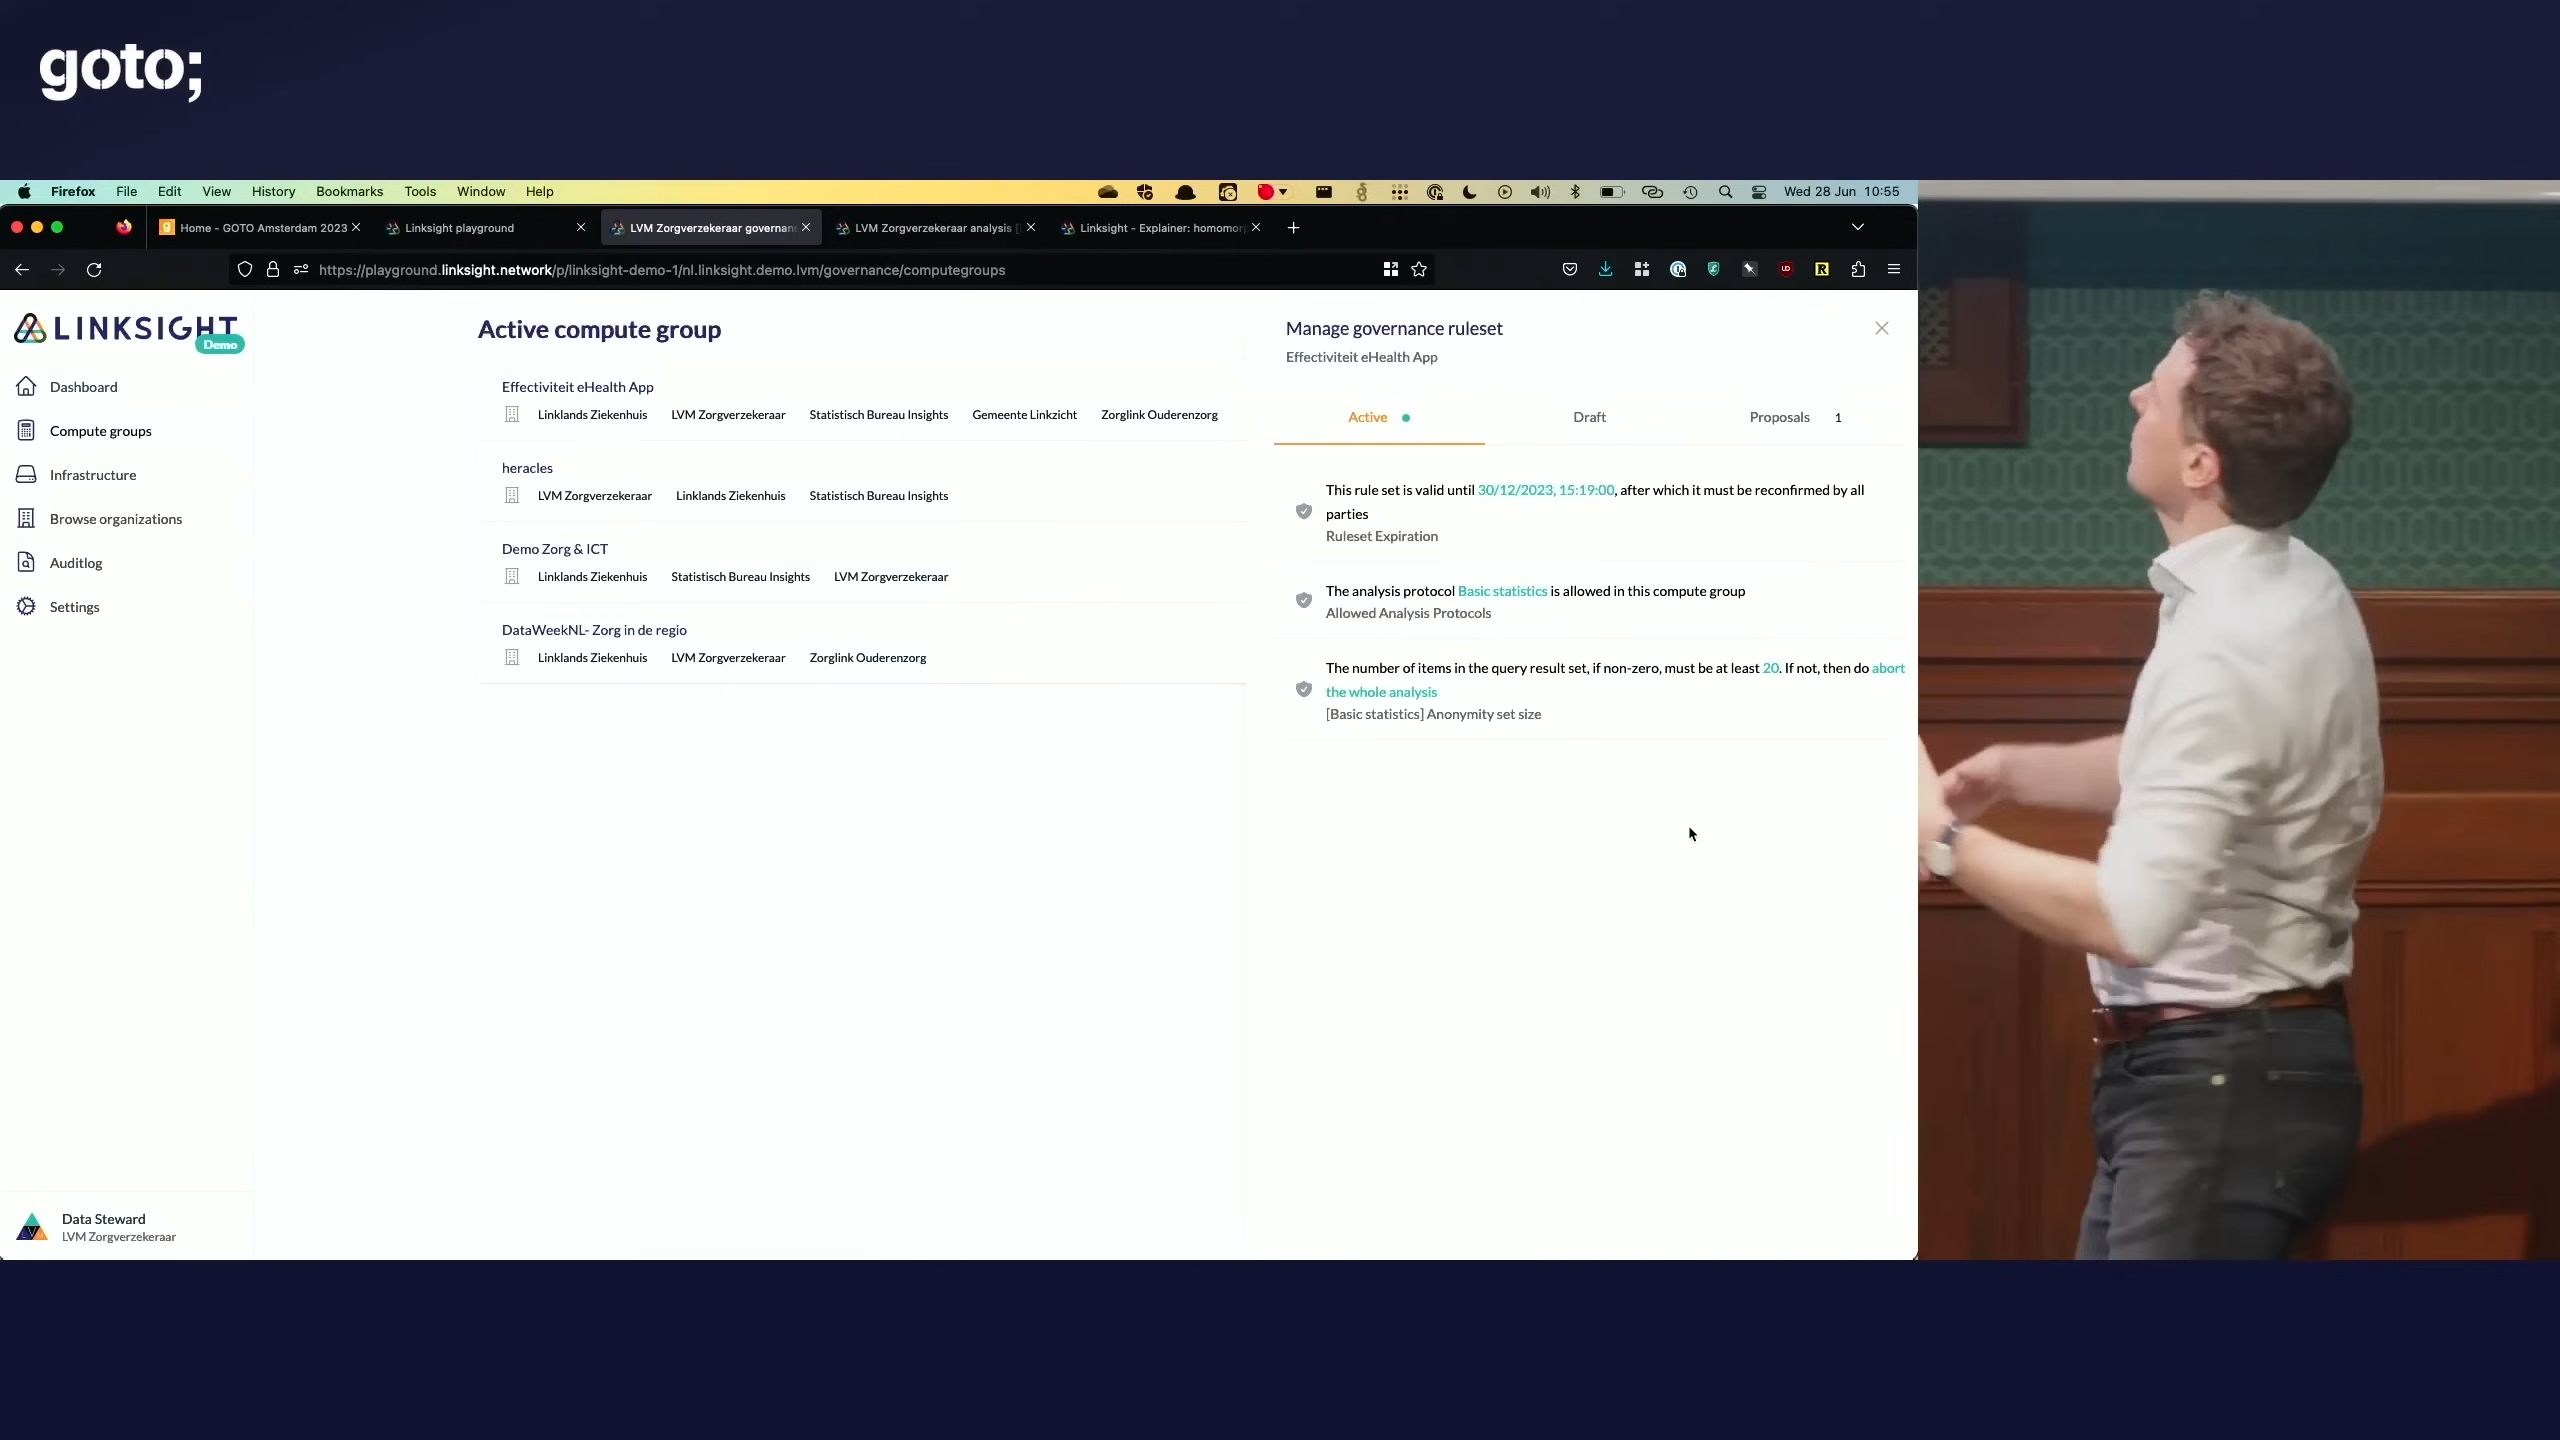 goto;
Firefox File Edit View History Bookmarks Tools Window Help
Wed 28 Jun 10:55
Home - GOTO Amsterdam 2023
Linksight playground
LVM Zorgverzekeraar governan
LVM Zorgverzekeraar analysis
Linksight - Explainer: homomor
https://playground.linksight.network/p/linksight-demo-1/nl.linksight.demo.lvm/governance/computegroups
LINKSIGHT
Demo
Dashboard
Compute groups
Infrastructure
Browse organizations
Auditlog
Settings
Data Steward
LVM Zorgverzekeraar
Active compute group
Effectiviteit eHealth App
Linklands Ziekenhuis LVM Zorgverzekeraar Statistisch Bureau Insights Gemeente Linkzicht Zorglink Ouderenzorg
heracles
LVM Zorgverzekeraar Linklands Ziekenhuis Statistisch Bureau Insights
Demo Zorg & ICT
Linklands Ziekenhuis Statistisch Bureau Insights LVM Zorgverzekeraar
DataWeekNL- Zorg in de regio
Linklands Ziekenhuis LVM Zorgverzekeraar Zorglink Ouderenzorg
Manage governance ruleset
Effectiviteit eHealth App
Active Draft Proposals 1
This rule set is valid until 30/12/2023, 15:19:00, after which it must be reconfirmed by all
parties
Ruleset Expiration
The analysis protocol Basic statistics is allowed in this compute group
Allowed Analysis Protocols
The number of items in the query result set, if non-zero, must be at least 20. If not, then do abort
the whole analysis
[Basic statistics] Anonymity set size